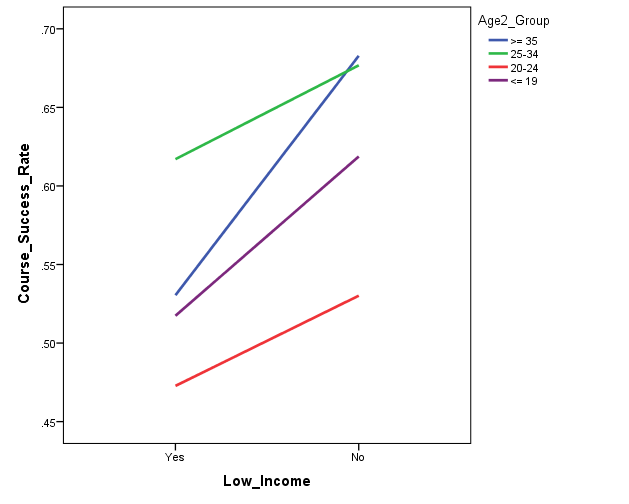 Age2_Group
>= 35
25-34
20-24
<= 19
Course_Success_Rate
.70
.65
.60
.55
.50
.45
Yes
No
Low_Income